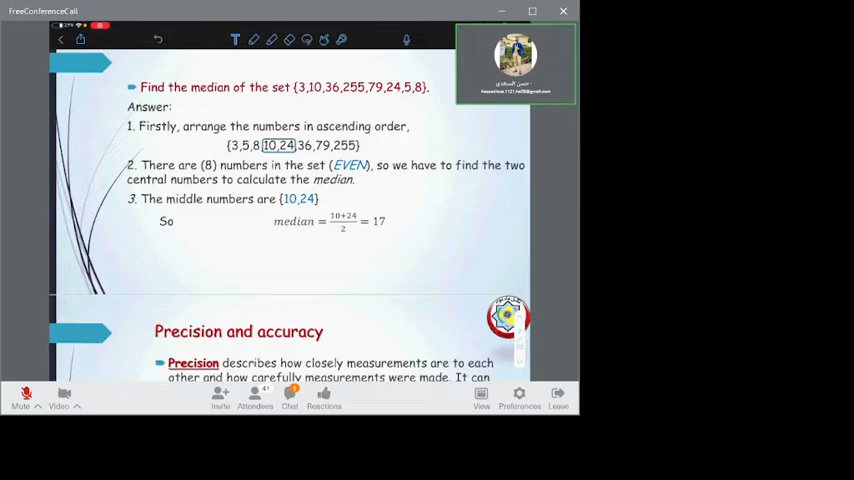 FreeConferenceCall
Find the median of the set {3,10,36,255,79,24,5,8}.
Answer:
1. Firstly, arrange the numbers in ascending order,
{3,5,8,10,24,36,79,255}
2. There are (8) numbers in the set (EVEN), so we have to find the two
central numbers to calculate the median.
3. The middle numbers are {10,24}
So median = 10+24/2 = 17
Precision and accuracy
Precision describes how closely measurements are to each
other and how carefully measurements were made. It can
حسن السعدي
Mute Video Invite Attendees 41 Chat 3 Reactions View Preferences Leave